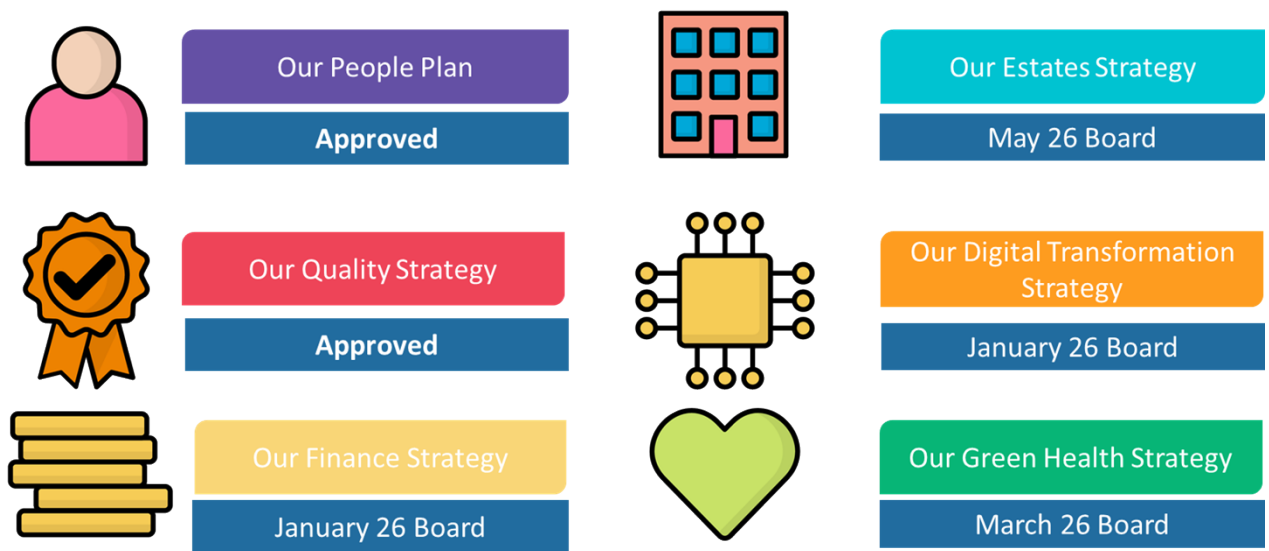 Our People Plan
Approved
Our Estates Strategy
May 26 Board
Our Quality Strategy
Approved
Our Digital Transformation
Strategy
January 26 Board
Our Finance Strategy
January 26 Board
Our Green Health Strategy
March 26 Board